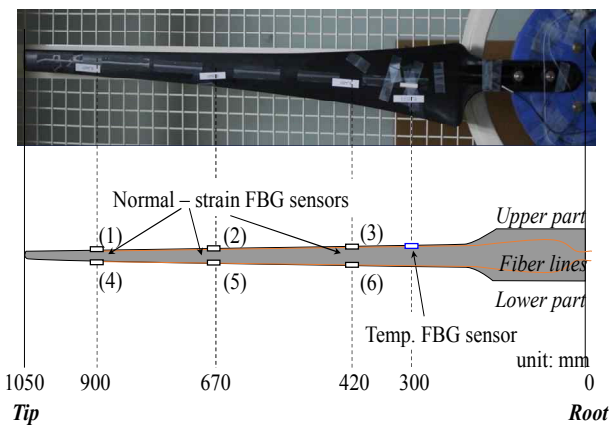 Normal – strain FBG sensors
Upper part
(1)
(2)
(3)
Fiber lines
(4)
(5)
(6)
Lower part
Temp. FBG sensor
unit: mm
1050 900 670 420 300 0
Tip Root